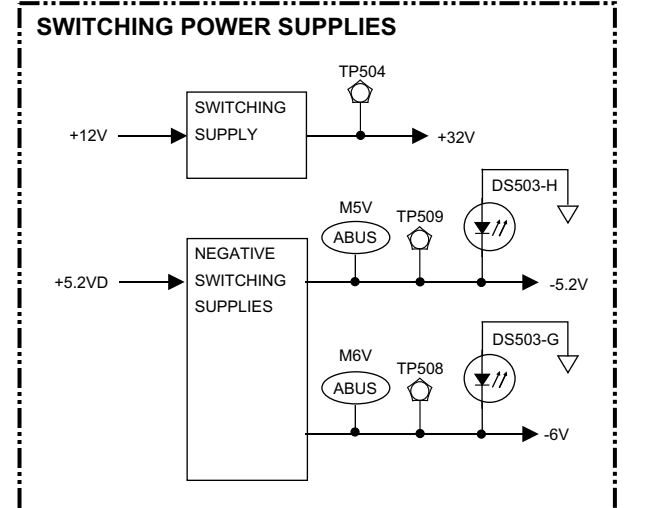 SWITCHING POWER SUPPLIES
TP504
SWITCHING
SUPPLY
+12V
+32V
DS503-H
M5V
TP509
ABUS
NEGATIVE
SWITCHING
SUPPLIES
+5.2VD
-5.2V
DS503-G
M6V
TP508
ABUS
-6V